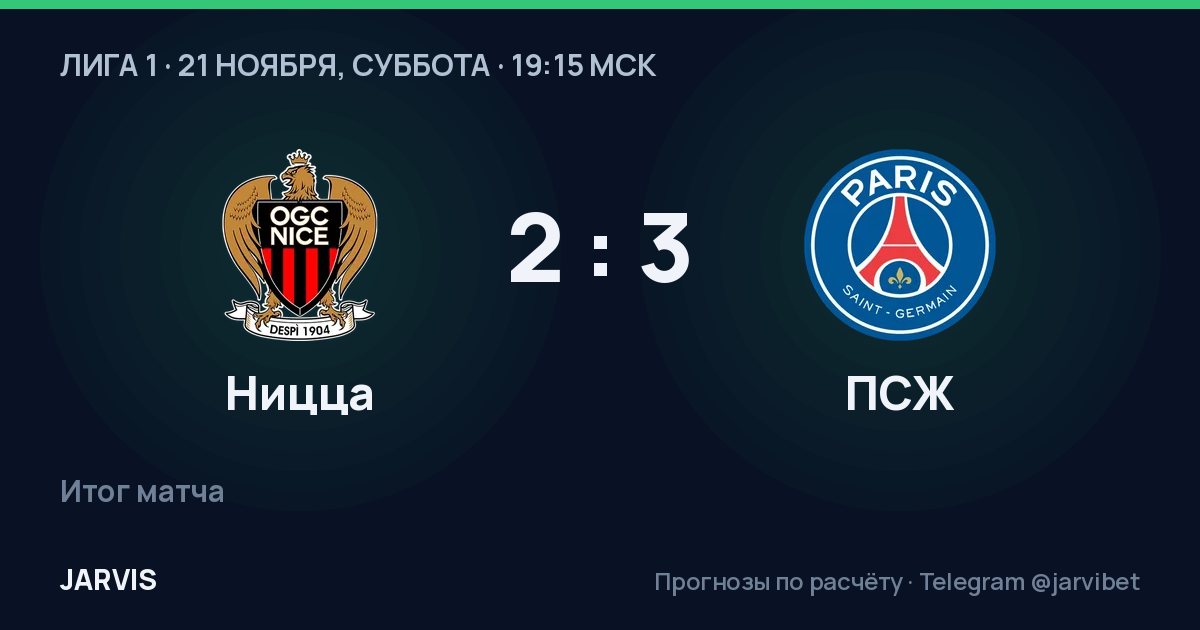 ЛИГА 1 · 21 НОЯБРЯ, СУББОТА · 19:15 МСК
OGC
NICE
DESPÌ 1904
PARIS
SAINT - GERMAIN
2 : 3
Ницца
ПСЖ
Итог матча
JARVIS
Прогнозы по расчёту · Telegram @jarvibet